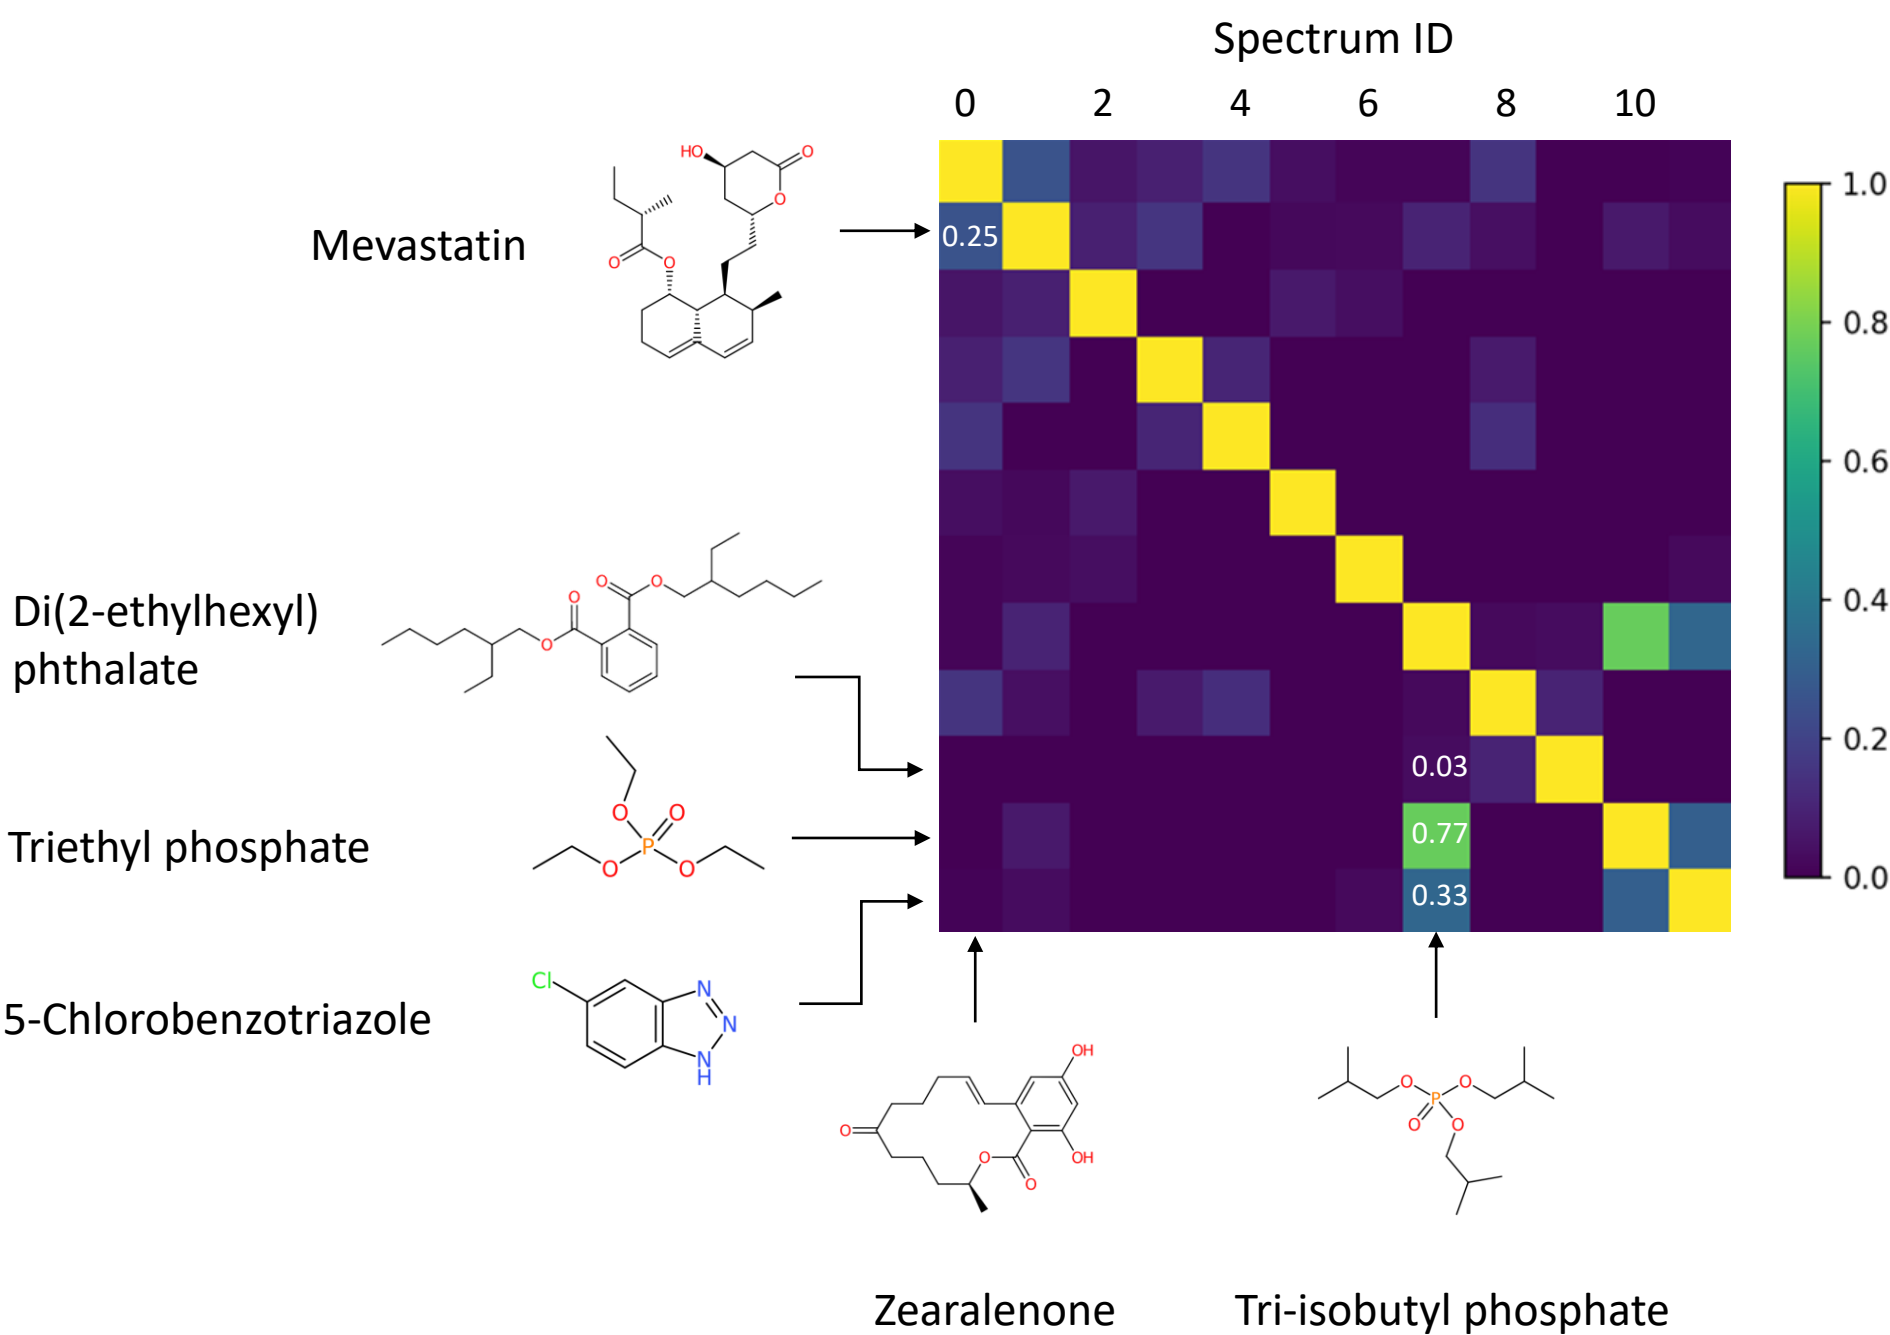 Spectrum ID
0 2 4 6 8 10
HO O
O
1.0
Mevastatin
0.25
O O
0.8
0.6
Di(2-ethylhexyl)
phthalate
O O
O O
0.4
0.2
0.03
O O
Triethyl phosphate
P
O O
0.77
0.0
0.33
5-Chlorobenzotriazole
Cl N
N
N
H
OH
O
O
OH
O
O O
P
O O
Zearalenone
Tri-isobutyl phosphate